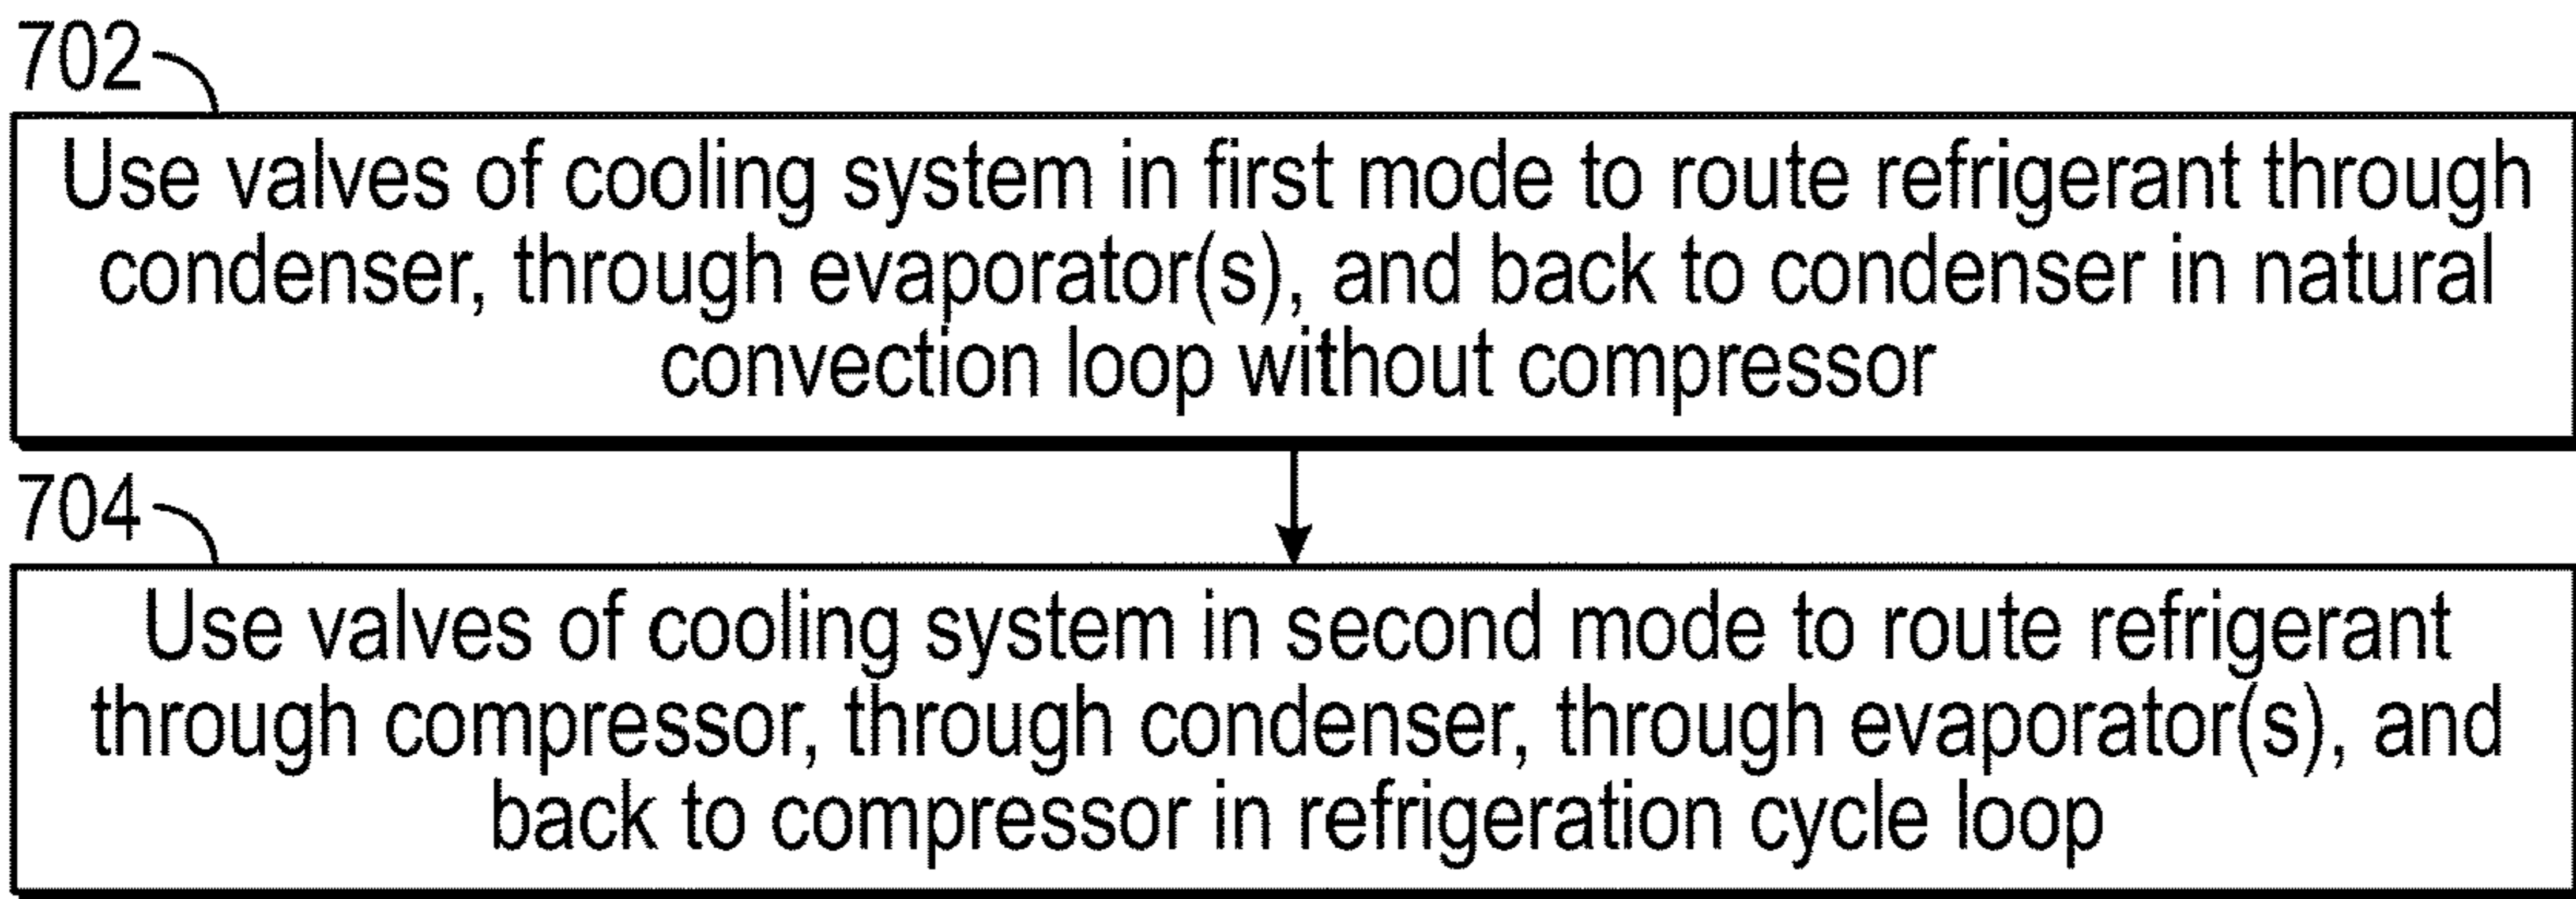 702
Use valves of cooling system in first mode to route refrigerant through
condenser, through evaporator(s), and back to condenser in natural
convection loop without compressor
704
Use valves of cooling system in second mode to route refrigerant
through compressor, through condenser, through evaporator(s), and
back to compressor in refrigeration cycle loop